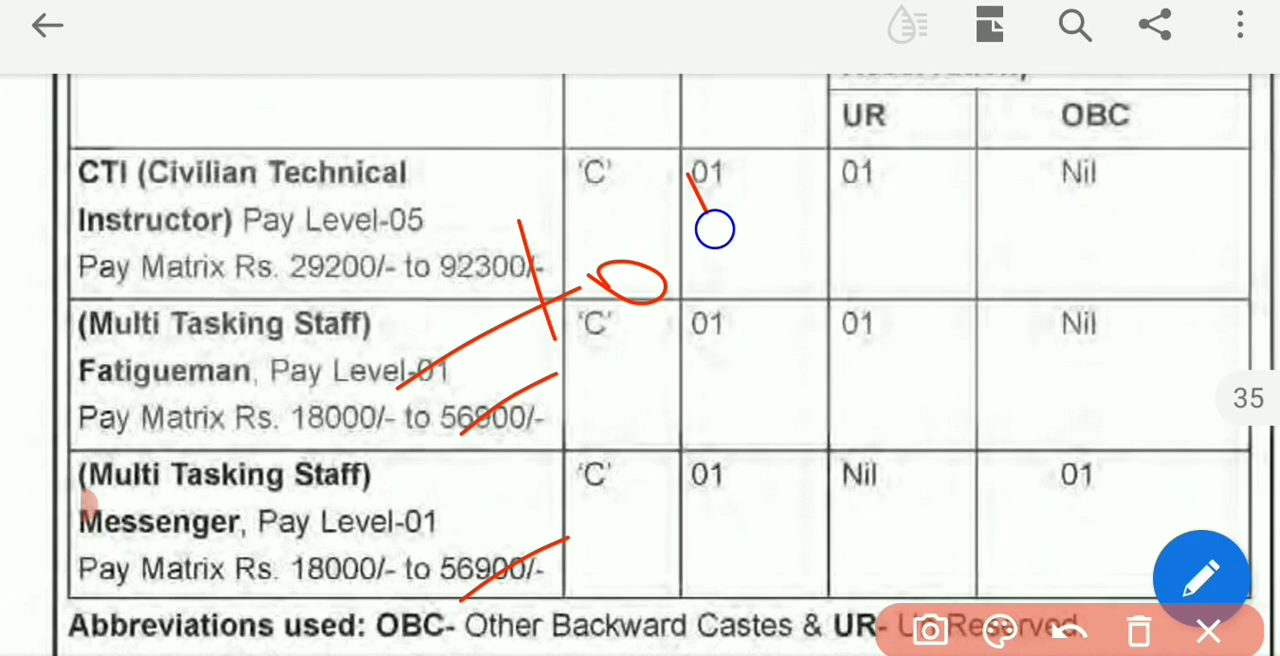 UR OBC
CTI (Civilian Technical 'C' 01 01 Nil
Instructor) Pay Level-05
Pay Matrix Rs. 29200/- to 92300/-
(Multi Tasking Staff) 'C' 01 01 Nil
Fatigueman, Pay Level-01
Pay Matrix Rs. 18000/- to 56900/-
35
(Multi Tasking Staff) 'C' 01 Nil 01
Messenger, Pay Level-01
Pay Matrix Rs. 18000/- to 56900/-
Abbreviations used: OBC- Other Backward Castes & UR- Reserved